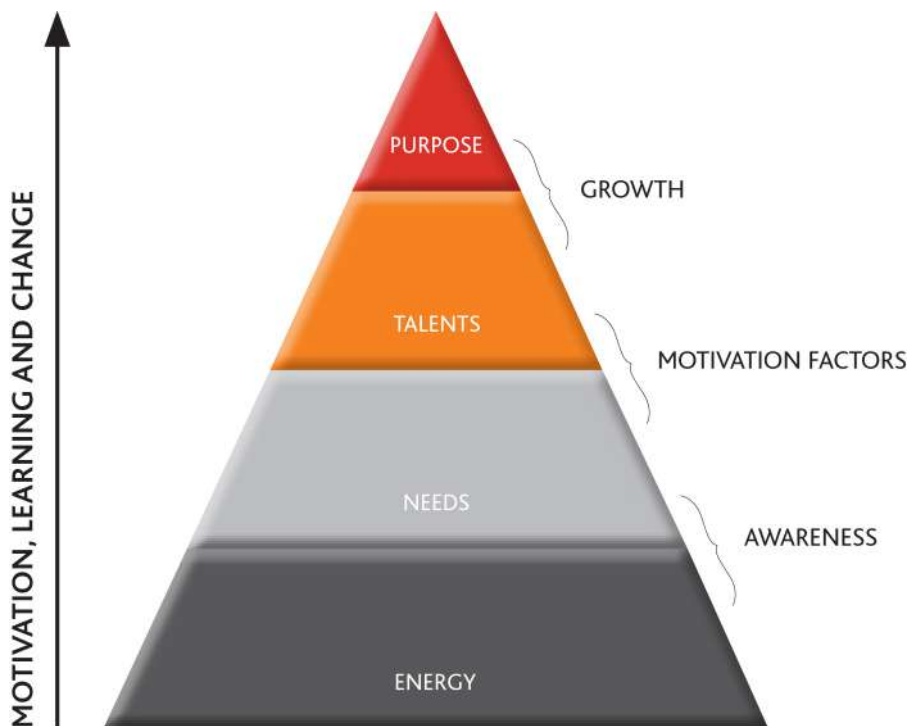 MOTIVATION, LEARNING AND CHANGE
PURPOSE
GROWTH
TALENTS
MOTIVATION FACTORS
NEEDS
AWARENESS
ENERGY